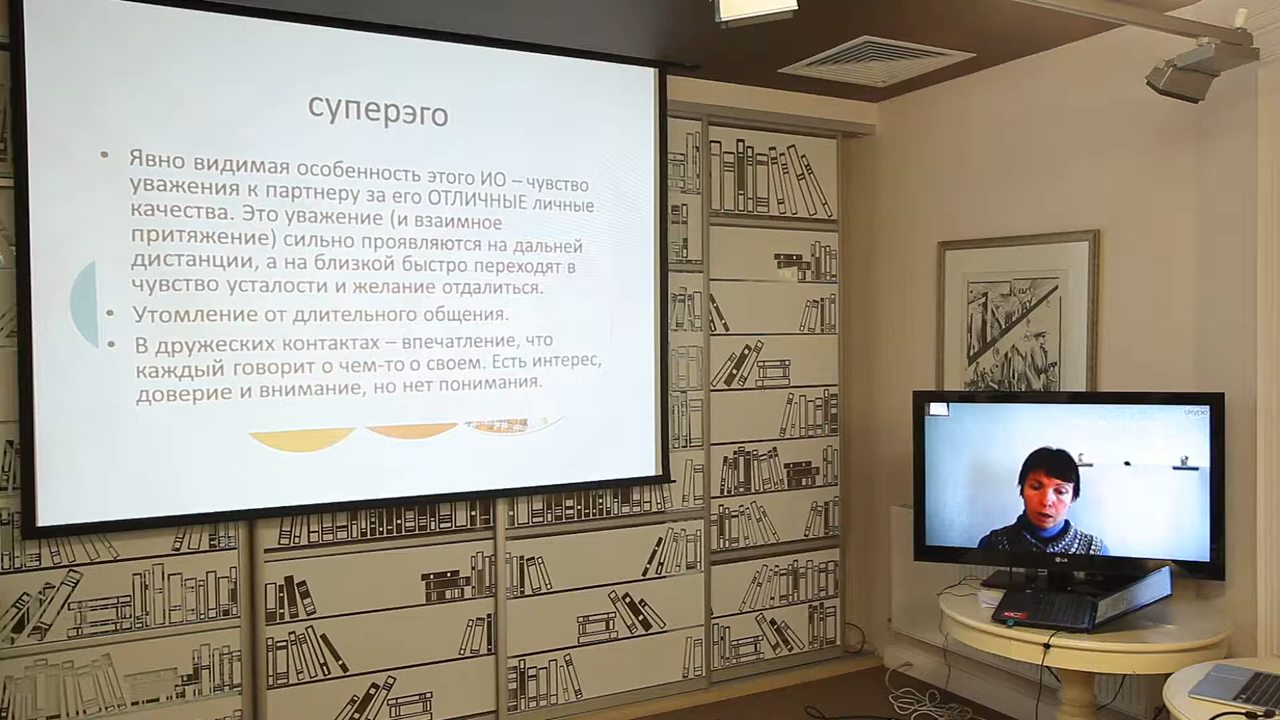 суперэго
• Явно видимая особенность этого ИО – чувство
уважения к партнеру за его ОТЛИЧНЫЕ личные
качества. Это уважение (и взаимное
притяжение) сильно проявляются на дальней
дистанции, а на близкой быстро переходят в
чувство усталости и желание отдалиться.
• Утомление от длительного общения.
• В дружеских контактах – впечатление, что
каждый говорит о чем-то о своем. Есть интерес,
доверие и внимание, но нет понимания.
skype
LG